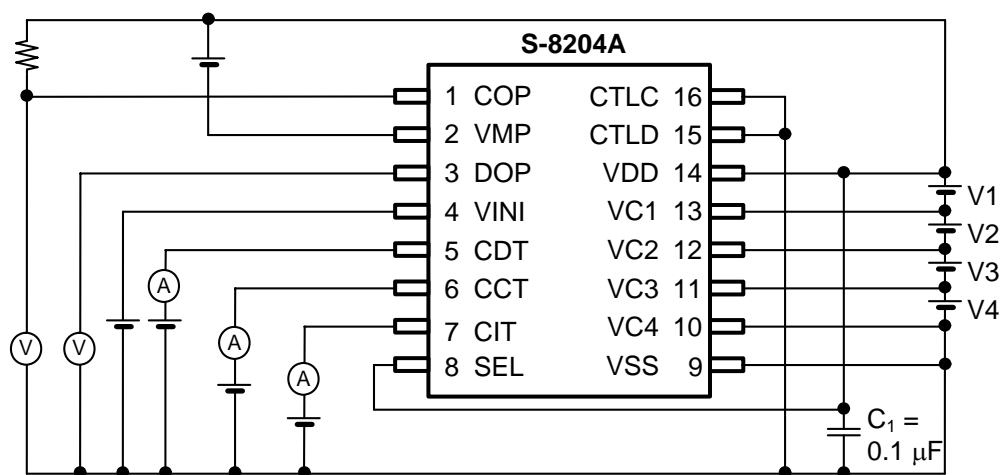 S-8204A
1 COP CTLC 16
2 VMP CTLD 15
3 DOP VDD 14
4 VINI VC1 13
5 CDT VC2 12
6 CCT VC3 11
7 CIT VC4 10
8 SEL VSS 9
V1
V2
V3
V4
A
A
A
V
V
C₁ =
0.1 μF